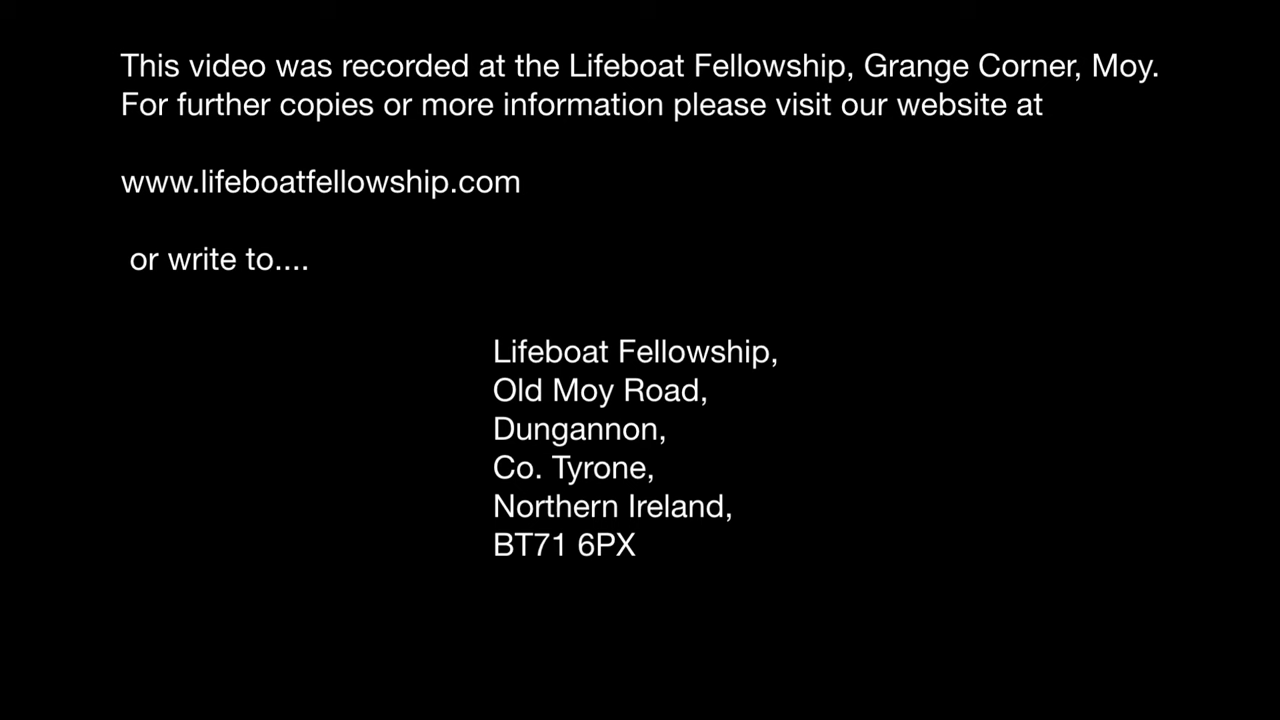 This video was recorded at the Lifeboat Fellowship, Grange Corner, Moy.
For further copies or more information please visit our website at
www.lifeboatfellowship.com
or write to....
Lifeboat Fellowship,
Old Moy Road,
Dungannon,
Co. Tyrone,
Northern Ireland,
BT71 6PX